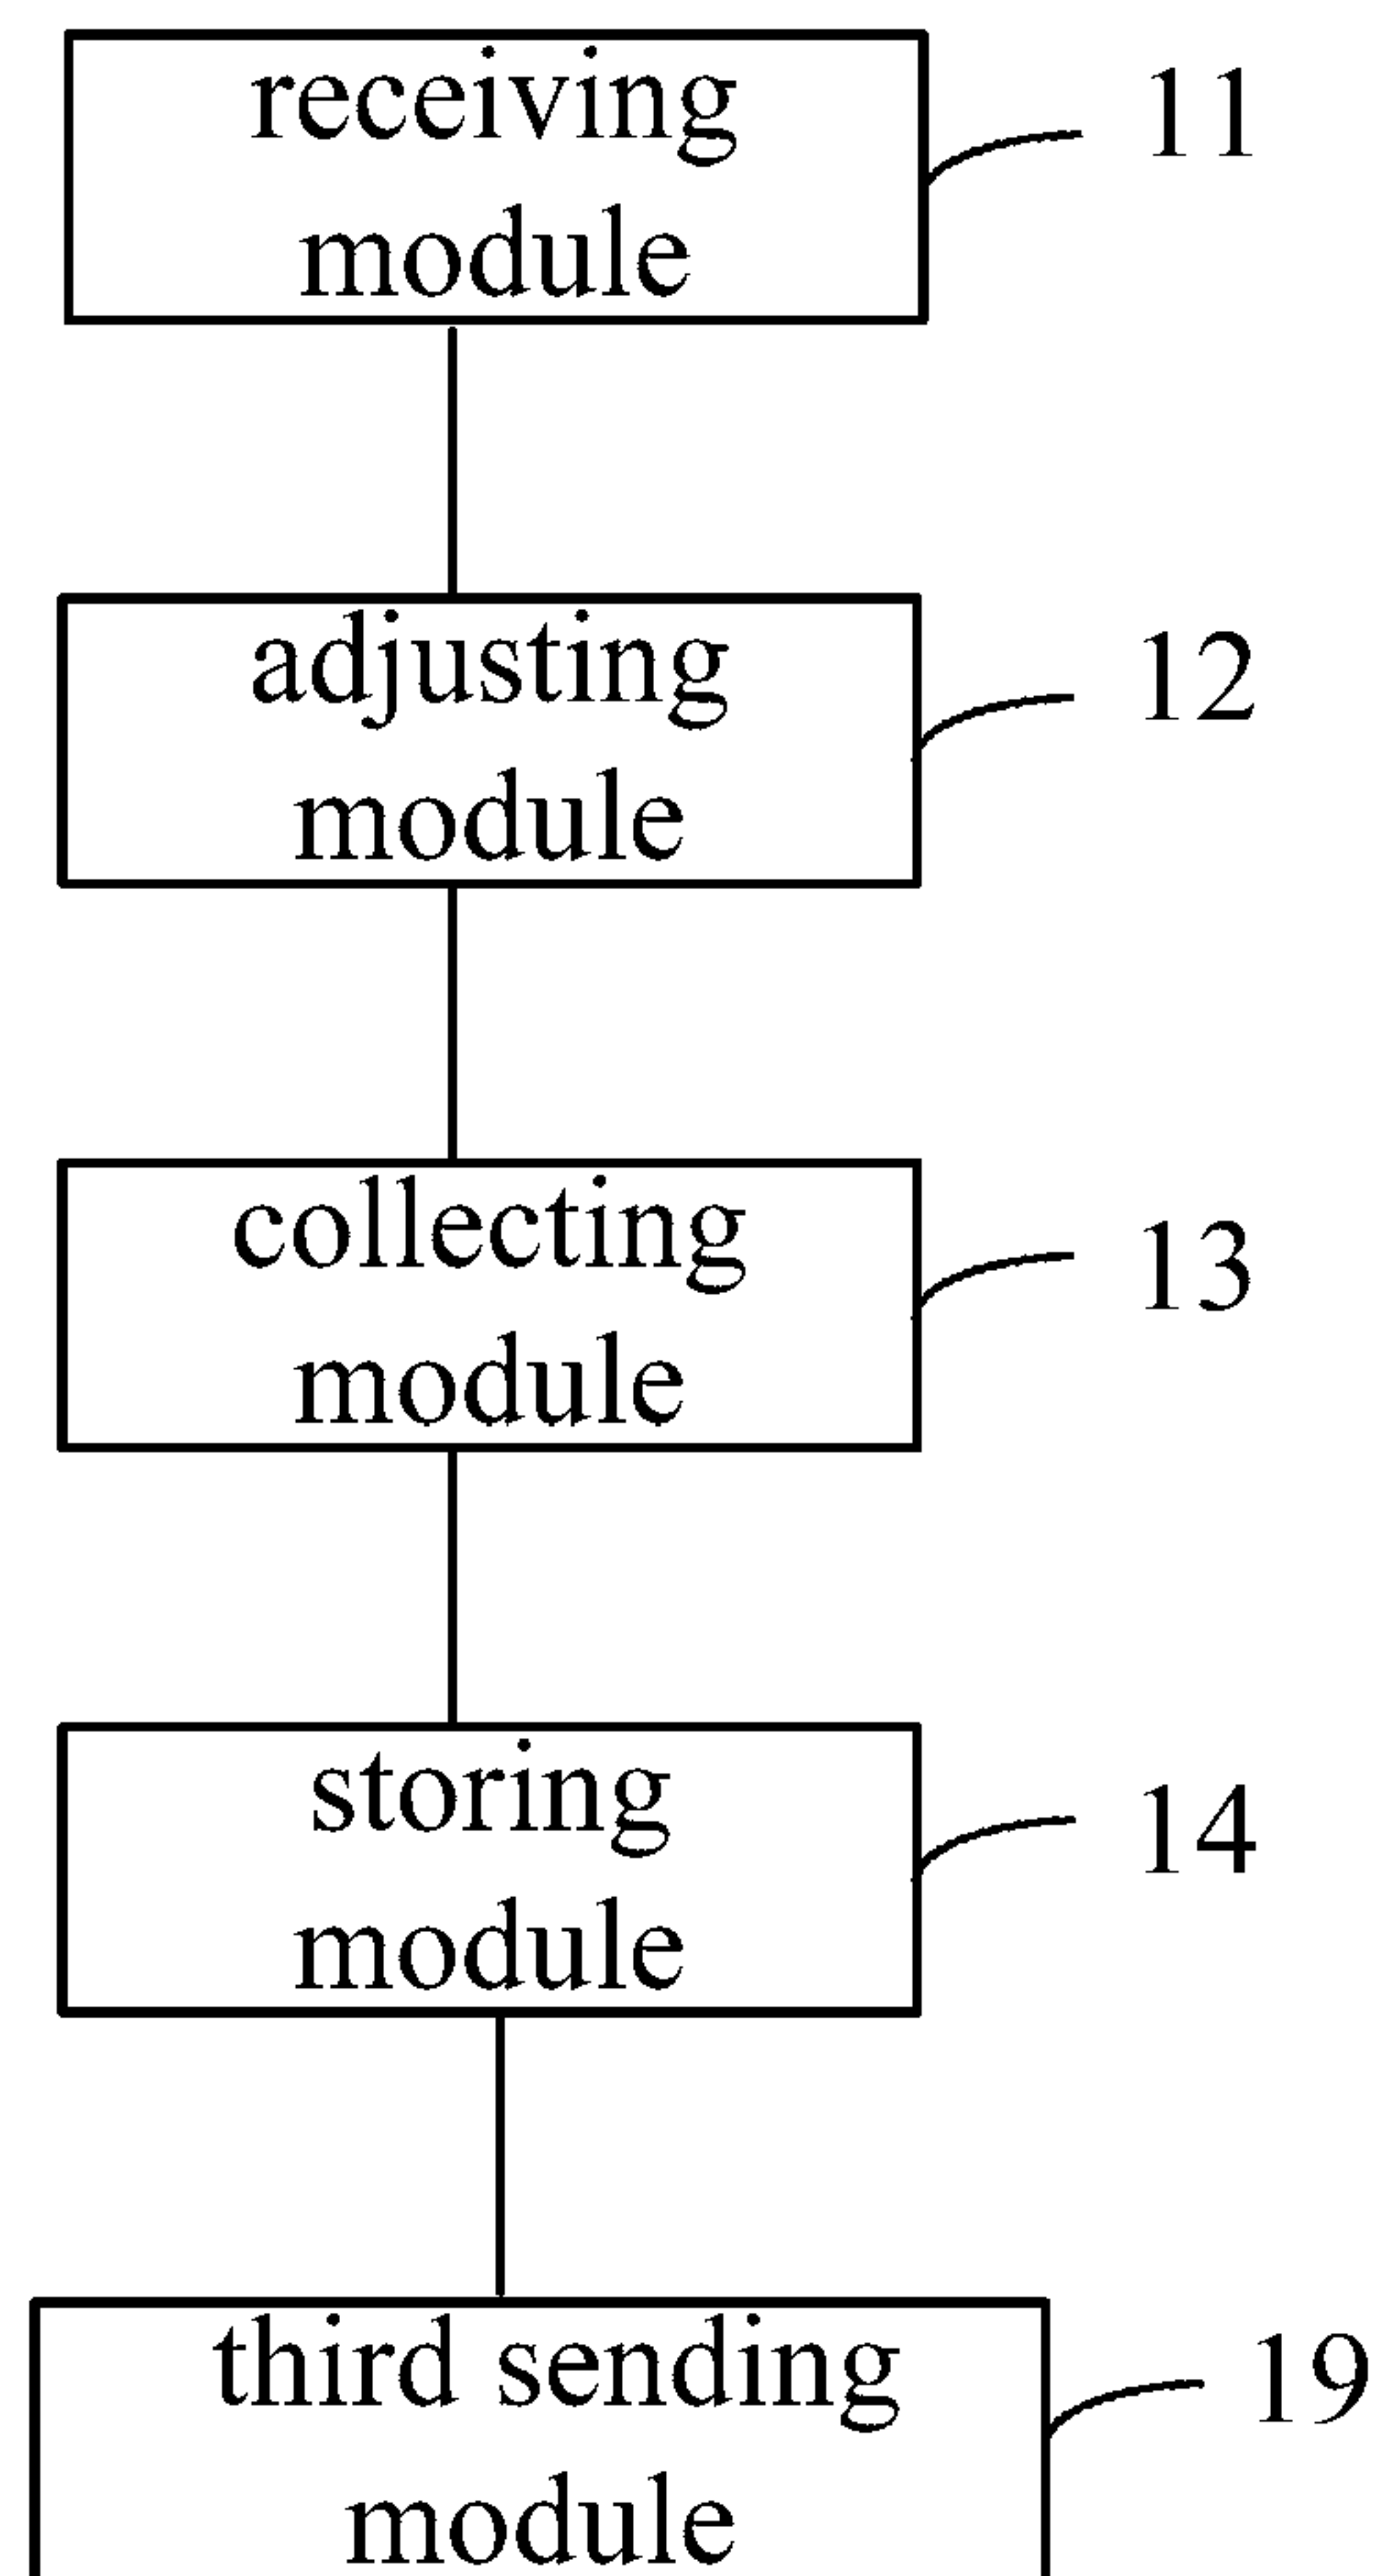 receiving
module
11
adjusting
module
12
collecting
module
13
storing
module
14
third sending
module
19